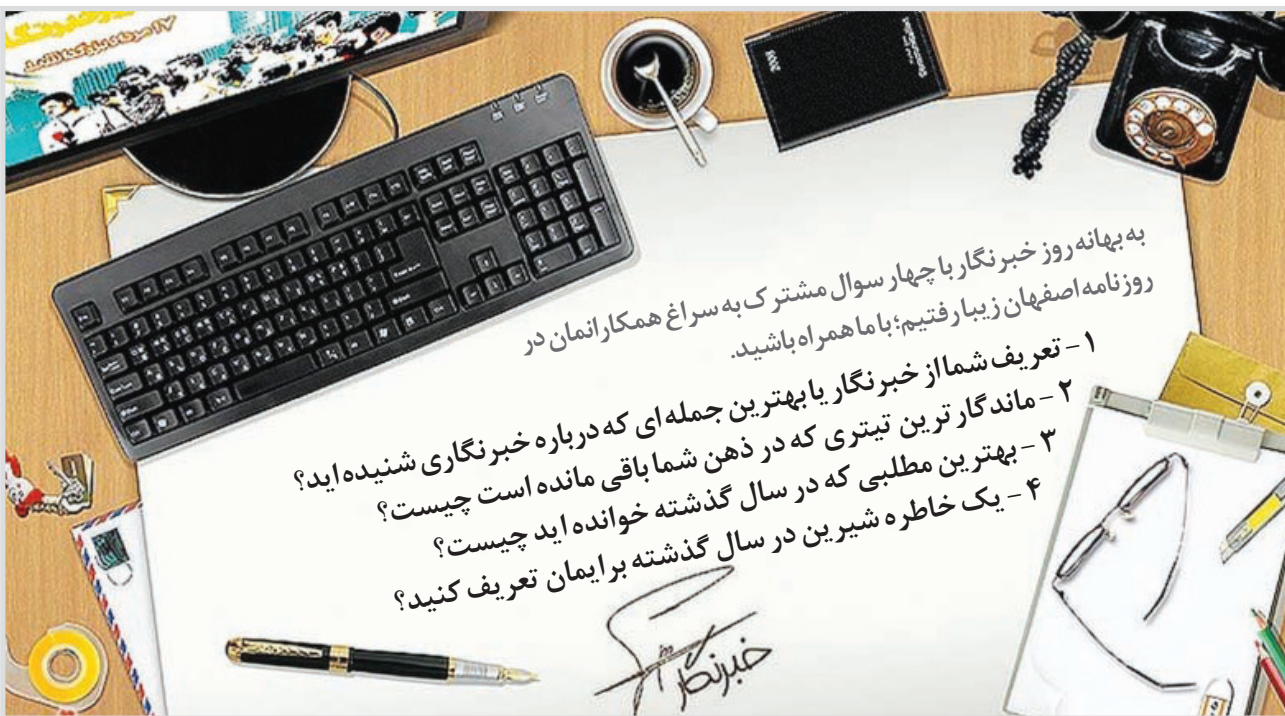 ۱۷ مرداد
2008
به بهانه روز خبرنگار با چهار سوال مشترک به سراغ همکارانمان در
روزنامه اصفهان زیبا رفتیم؛ با ما همراه باشید.
۱- تعریف شما از خبرنگار یا بهترین جمله ای که درباره خبرنگاری شنیده اید؟
۲- ماندگارترین تیتری که در ذهن شما باقی مانده است چیست؟
۳- بهترین مطلبی که در سال گذشته خوانده اید چیست؟
۴- یک خاطره شیرین در سال گذشته برایمان تعریف کنید؟
خبرنگار